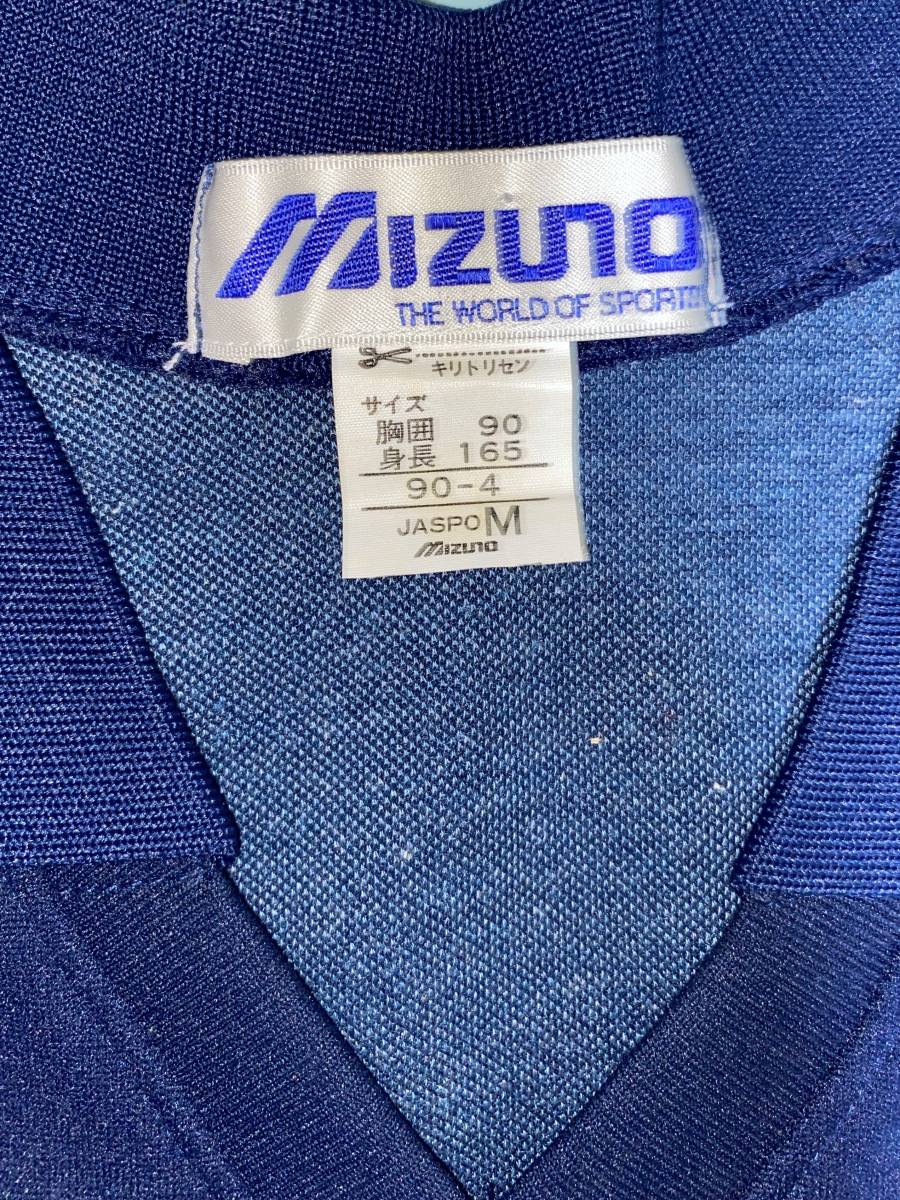 MIZUNO
THE WORLD OF SPORTS
キリトリセン
サイズ
胸囲 90
身長 165
90-4
JASPO M
MIZUNO